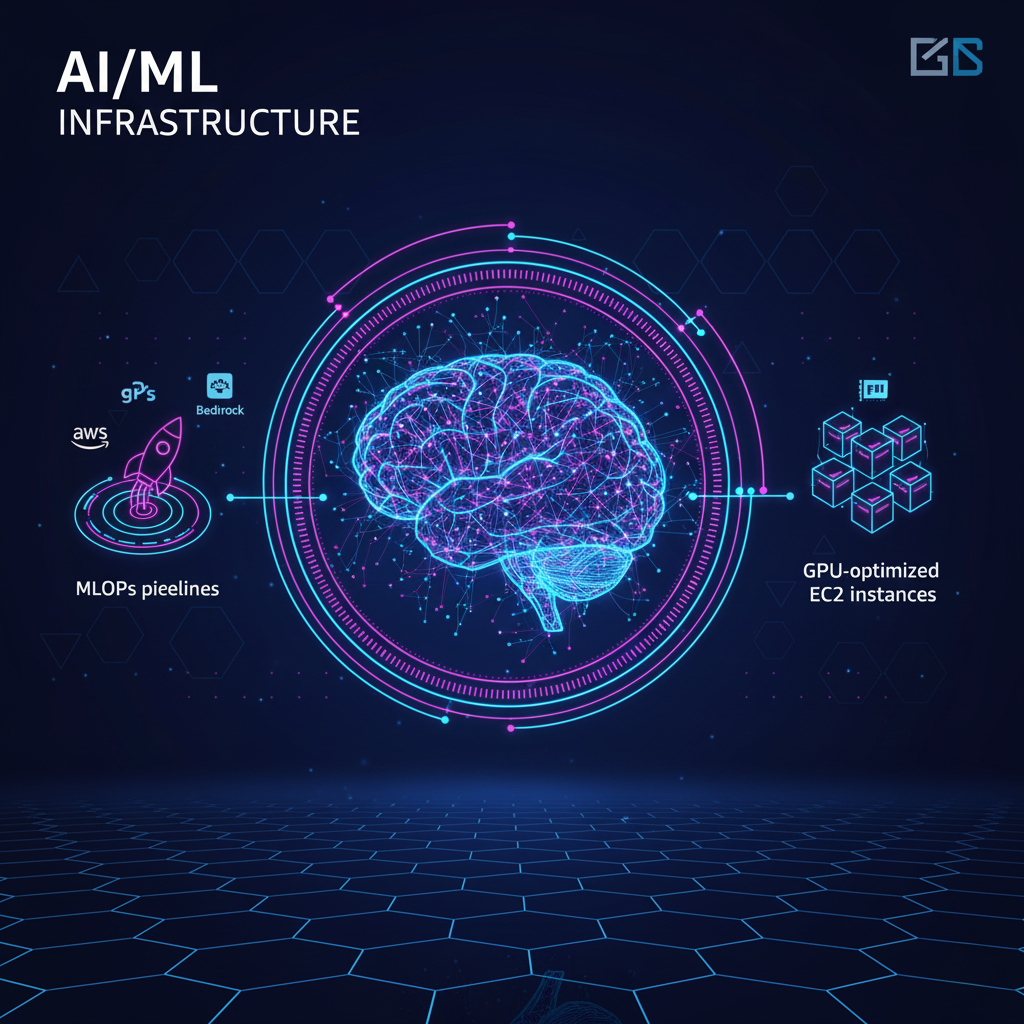 AI/ML
INFRASTRUCTURE
gPs
Bedirock
aws
MLOPs pieelines
GPU-optimized
EC2 instances